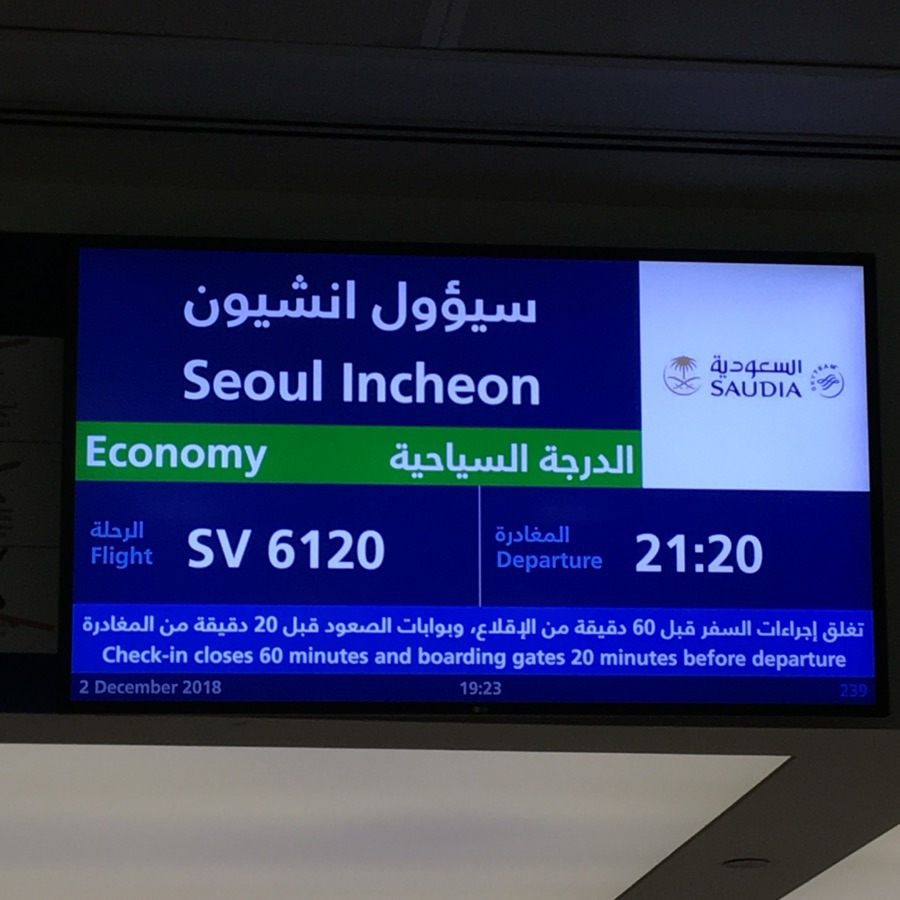 سيؤول انشيون
Seoul Incheon
السعودية
SAUDIA
SKYTEAM
Economy الدرجة السياحية
الرحلة
Flight
SV 6120
المغادرة
Departure
21:20
تغلق إجراءات السفر قبل 60 دقيقة من الإقلاع، وبوابات الصعود قبل 20 دقيقة من المغادرة
Check-in closes 60 minutes and boarding gates 20 minutes before departure
2 December 2018 19:23 239
LG